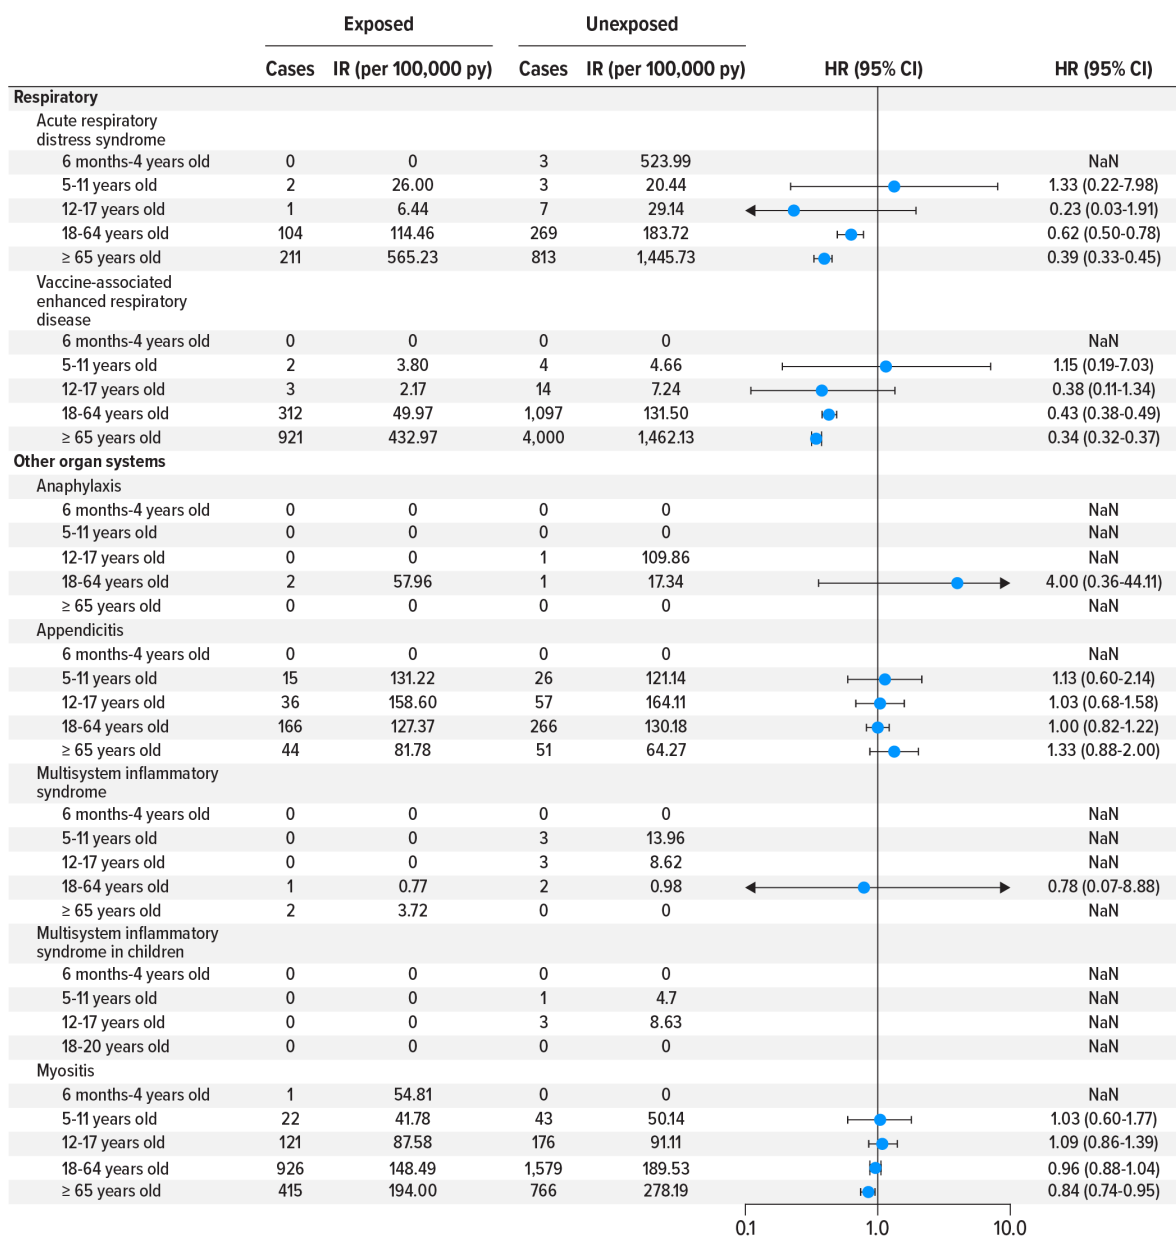 Exposed Unexposed
Cases IR (per 100,000 py) Cases IR (per 100,000 py) HR (95% CI) HR (95% CI)
Respiratory
Acute respiratory
distress syndrome
6 months-4 years old 0 0 3 523.99 NaN
5-11 years old 2 26.00 3 20.44 1.33 (0.22-7.98)
12-17 years old 1 6.44 7 29.14 0.23 (0.03-1.91)
18-64 years old 104 114.46 269 183.72 0.62 (0.50-0.78)
≥ 65 years old 211 565.23 813 1,445.73 0.39 (0.33-0.45)
Vaccine-associated
enhanced respiratory
disease
6 months-4 years old 0 0 0 0 NaN
5-11 years old 2 3.80 4 4.66 1.15 (0.19-7.03)
12-17 years old 3 2.17 14 7.24 0.38 (0.11-1.34)
18-64 years old 312 49.97 1,097 131.50 0.43 (0.38-0.49)
≥ 65 years old 921 432.97 4,000 1,462.13 0.34 (0.32-0.37)
Other organ systems
Anaphylaxis
6 months-4 years old 0 0 0 0 NaN
5-11 years old 0 0 0 0 NaN
12-17 years old 0 0 1 109.86 NaN
18-64 years old 2 57.96 1 17.34 4.00 (0.36-44.11)
≥ 65 years old 0 0 0 0 NaN
Appendicitis
6 months-4 years old 0 0 0 0 NaN
5-11 years old 15 131.22 26 121.14 1.13 (0.60-2.14)
12-17 years old 36 158.60 57 164.11 1.03 (0.68-1.58)
18-64 years old 166 127.37 266 130.18 1.00 (0.82-1.22)
≥ 65 years old 44 81.78 51 64.27 1.33 (0.88-2.00)
Multisystem inflammatory
syndrome
6 months-4 years old 0 0 0 0 NaN
5-11 years old 0 0 3 13.96 NaN
12-17 years old 0 0 3 8.62 NaN
18-64 years old 1 0.77 2 0.98 0.78 (0.07-8.88)
≥ 65 years old 2 3.72 0 0 NaN
Multisystem inflammatory
syndrome in children
6 months-4 years old 0 0 0 0 NaN
5-11 years old 0 0 1 4.7 NaN
12-17 years old 0 0 3 8.63 NaN
18-20 years old 0 0 0 0 NaN
Myositis
6 months-4 years old 1 54.81 0 0 NaN
5-11 years old 22 41.78 43 50.14 1.03 (0.60-1.77)
12-17 years old 121 87.58 176 91.11 1.09 (0.86-1.39)
18-64 years old 926 148.49 1,579 189.53 0.96 (0.88-1.04)
≥ 65 years old 415 194.00 766 278.19 0.84 (0.74-0.95)
0.1 1.0 10.0